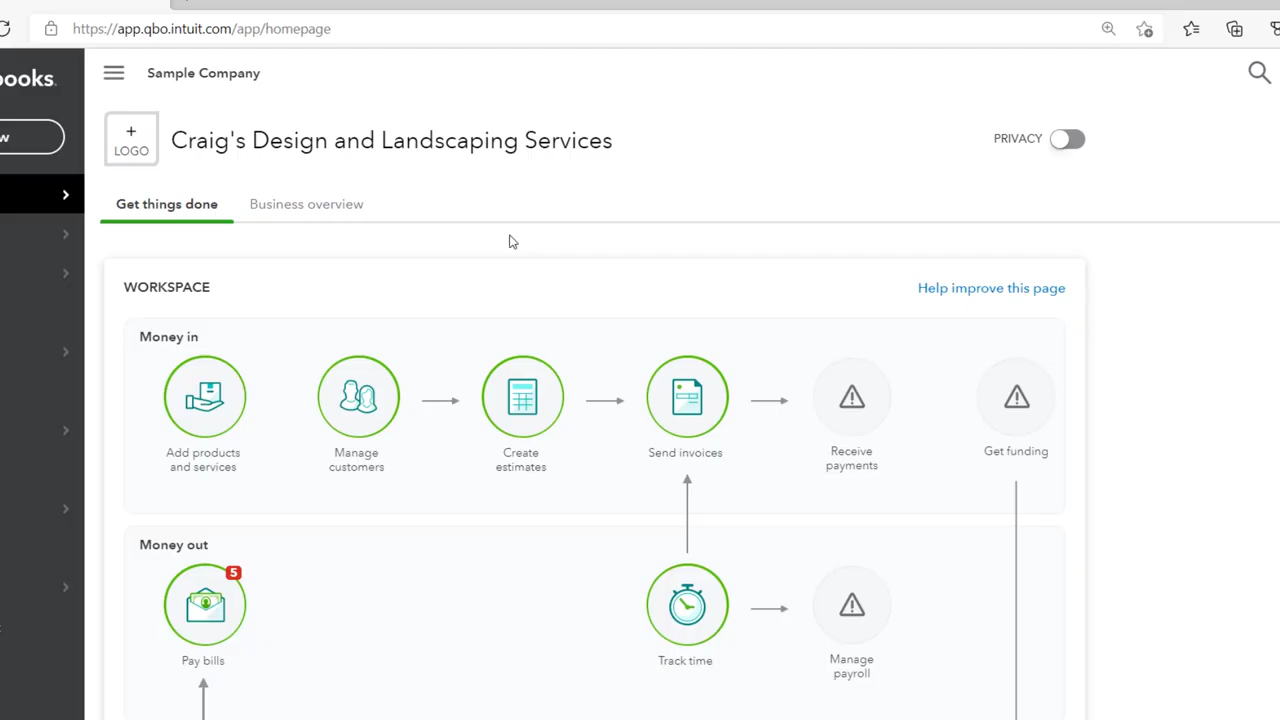 https://app.qbo.intuit.com/app/homepage
ooks.
Sample Company
w
+
LOGO
Craig's Design and Landscaping Services
PRIVACY
Get things done
Business overview
WORKSPACE
Help improve this page
Money in
Add products
and services
Manage
customers
Create
estimates
Send invoices
Receive
payments
Get funding
Money out
5
Pay bills
Track time
Manage
payroll